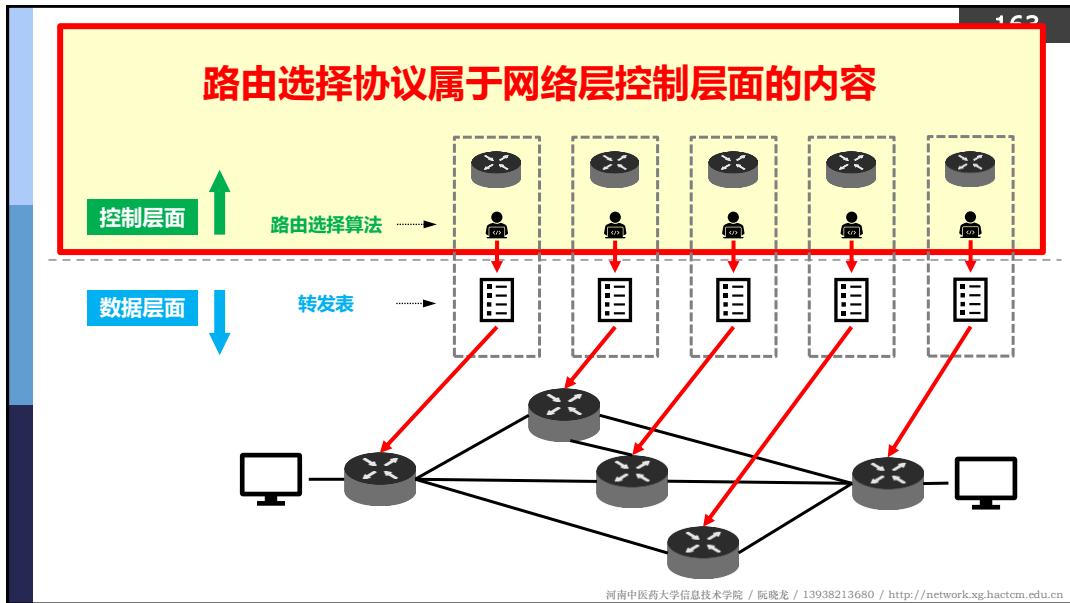 163
路由选择协议属于网络层控制层面的内容
控制层面
路由选择算法
数据层面
转发表
河南中医药大学信息技术学院 / 阮晓龙 / 13938213680 / http://network.xg.hactcm.edu.cn